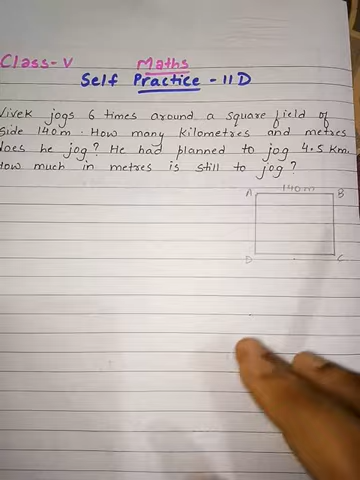 Class-V Maths
Self Practice - 11D
Vivek jogs 6 times around a square field of
side 140m. How many kilometres and metres
does he jog? He had planned to jog 4.5 Km.
How much in metres is still to jog?
A 140m B
D C